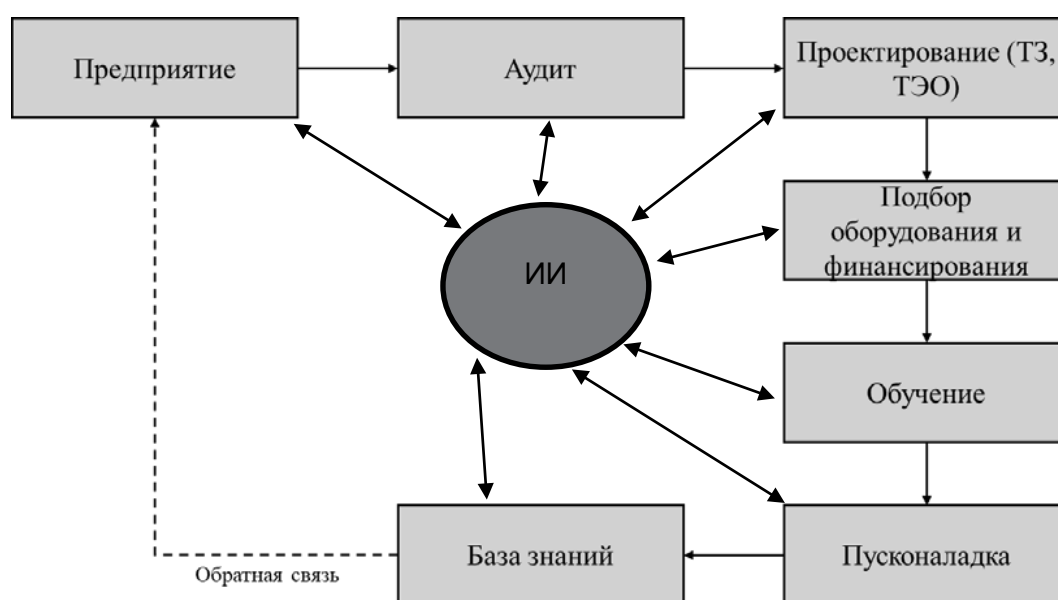 Предприятие
Аудит
Проектирование (ТЗ,
ТЭО)
Подбор
оборудования и
финансирования
ИИ
Обучение
База знаний
Пусконаладка
Обратная связь